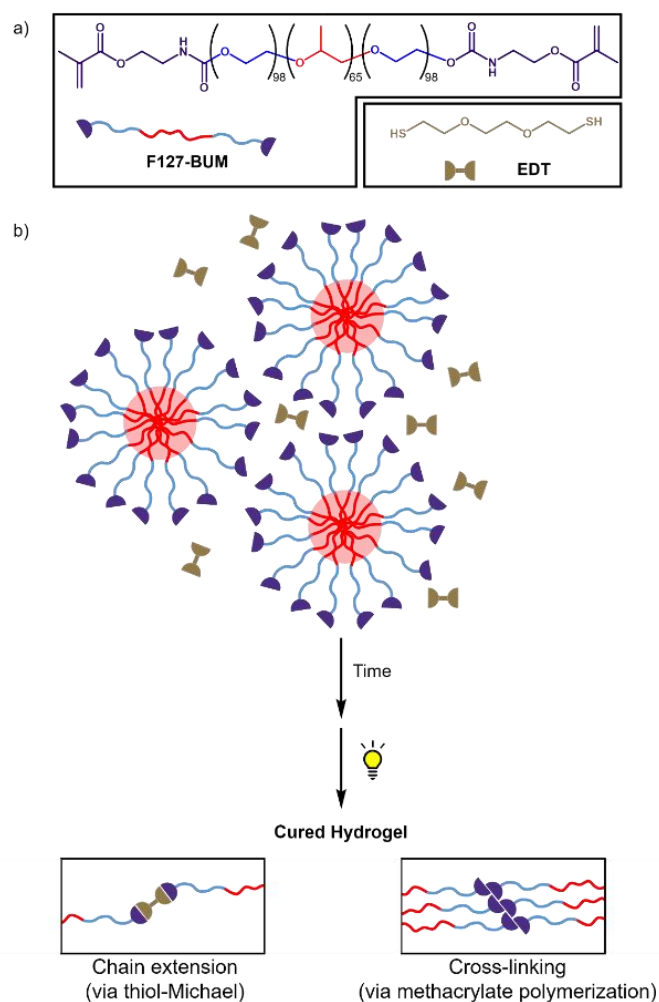 a)
O
O
N
H
O
O
O
98
O
65
O
98
O
O
N
H
O
O
F127-BUM
HS
O
O
SH
EDT
b)
Time
Cured Hydrogel
Chain extension
(via thiol-Michael)
Cross-linking
(via methacrylate polymerization)